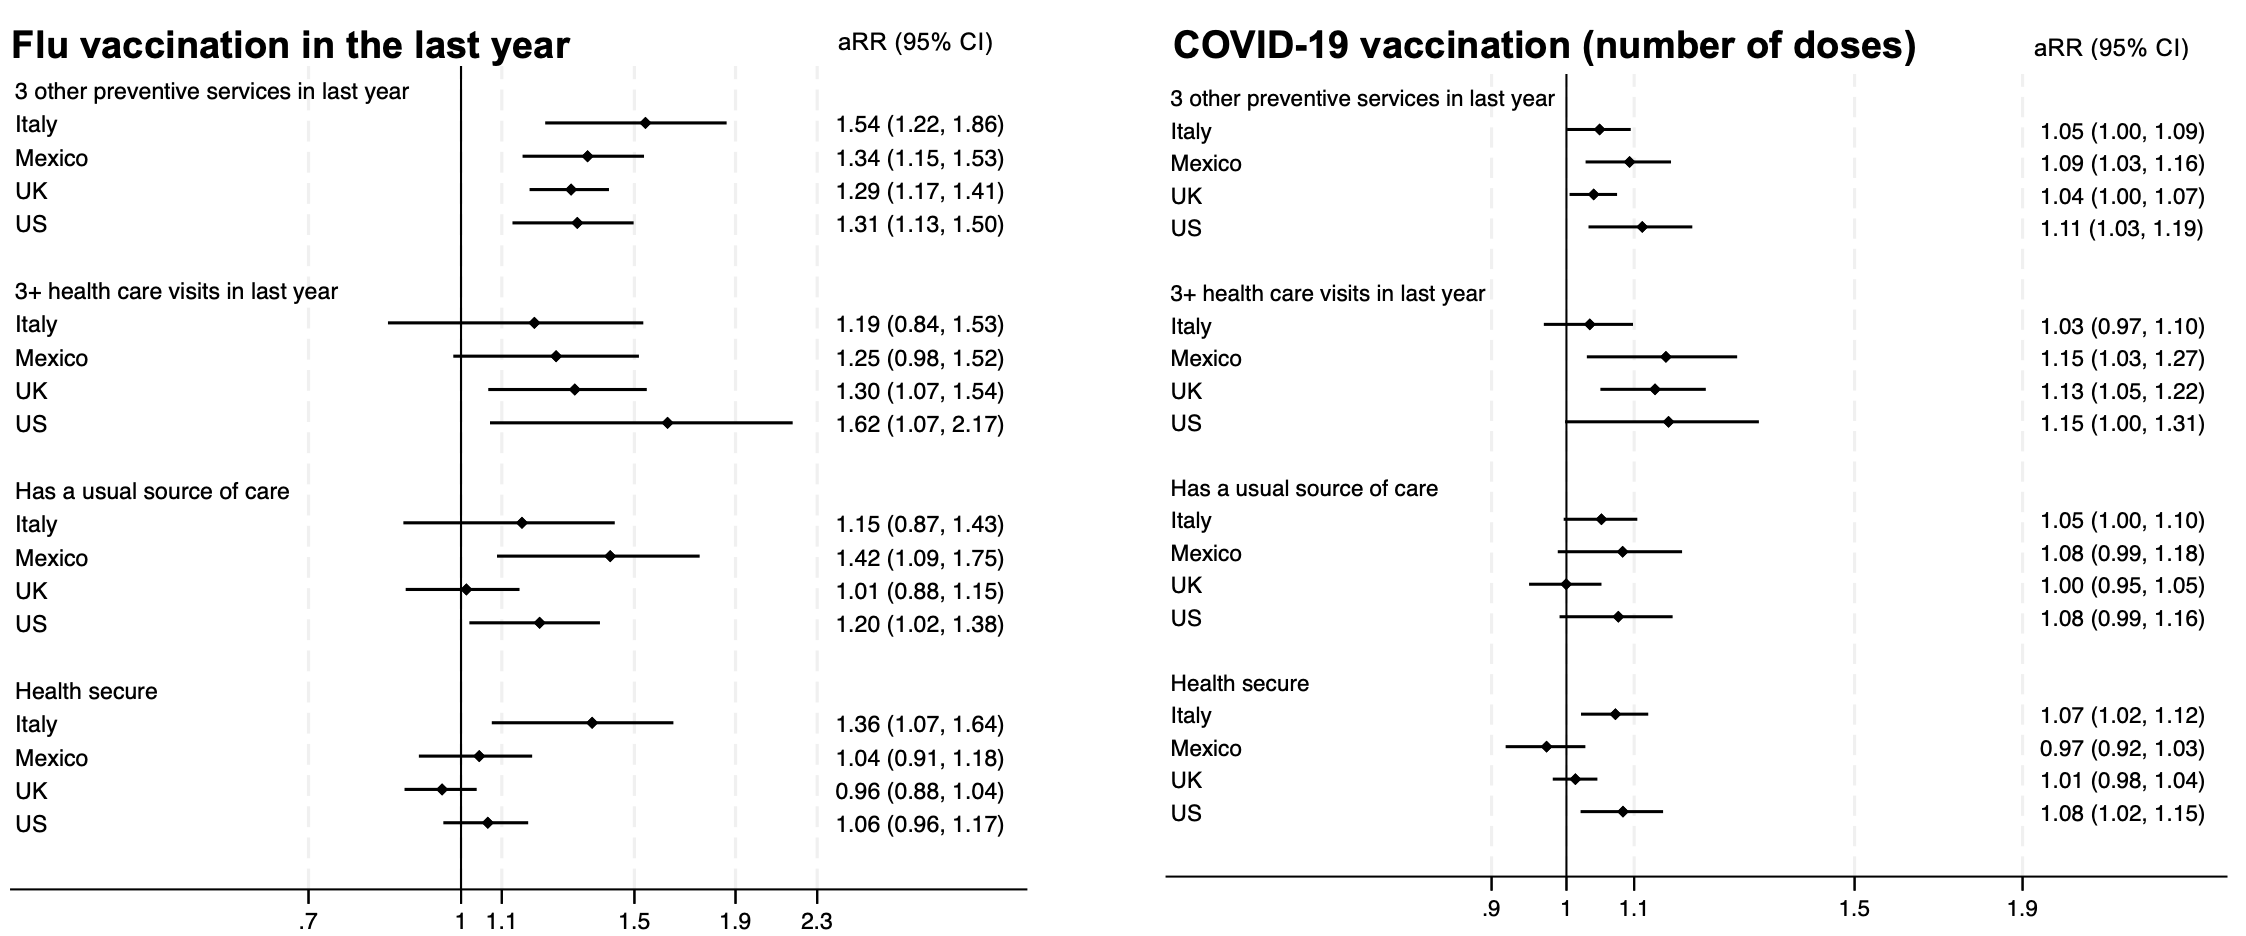 Flu vaccination in the last year aRR (95% CI)
3 other preventive services in last year
Italy 1.54 (1.22, 1.86)
Mexico 1.34 (1.15, 1.53)
UK 1.29 (1.17, 1.41)
US 1.31 (1.13, 1.50)
3+ health care visits in last year
Italy 1.19 (0.84, 1.53)
Mexico 1.25 (0.98, 1.52)
UK 1.30 (1.07, 1.54)
US 1.62 (1.07, 2.17)
Has a usual source of care
Italy 1.15 (0.87, 1.43)
Mexico 1.42 (1.09, 1.75)
UK 1.01 (0.88, 1.15)
US 1.20 (1.02, 1.38)
Health secure
Italy 1.36 (1.07, 1.64)
Mexico 1.04 (0.91, 1.18)
UK 0.96 (0.88, 1.04)
US 1.06 (0.96, 1.17)
.7 1 1.1 1.5 1.9 2.3
COVID-19 vaccination (number of doses) aRR (95% CI)
3 other preventive services in last year
Italy 1.05 (1.00, 1.09)
Mexico 1.09 (1.03, 1.16)
UK 1.04 (1.00, 1.07)
US 1.11 (1.03, 1.19)
3+ health care visits in last year
Italy 1.03 (0.97, 1.10)
Mexico 1.15 (1.03, 1.27)
UK 1.13 (1.05, 1.22)
US 1.15 (1.00, 1.31)
Has a usual source of care
Italy 1.05 (1.00, 1.10)
Mexico 1.08 (0.99, 1.18)
UK 1.00 (0.95, 1.05)
US 1.08 (0.99, 1.16)
Health secure
Italy 1.07 (1.02, 1.12)
Mexico 0.97 (0.92, 1.03)
UK 1.01 (0.98, 1.04)
US 1.08 (1.02, 1.15)
.9 1 1.1 1.5 1.9